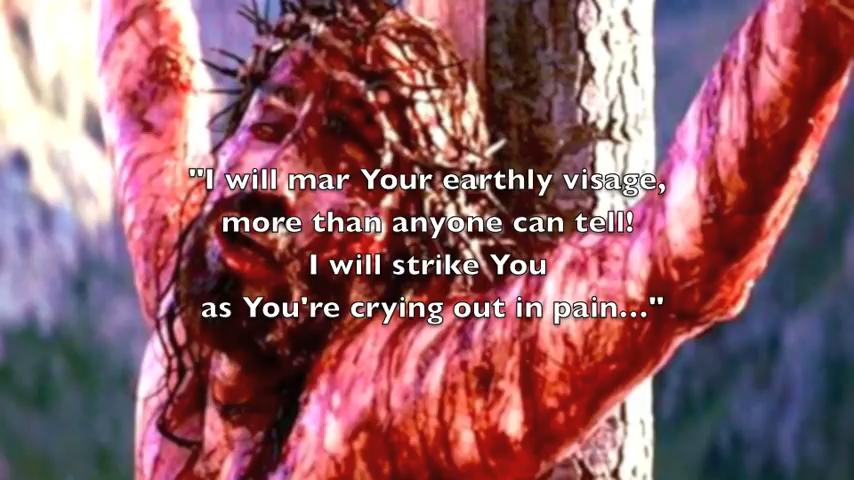 "I will mar Your earthly visage,
more than anyone can tell!
I will strike You
as You're crying out in pain..."